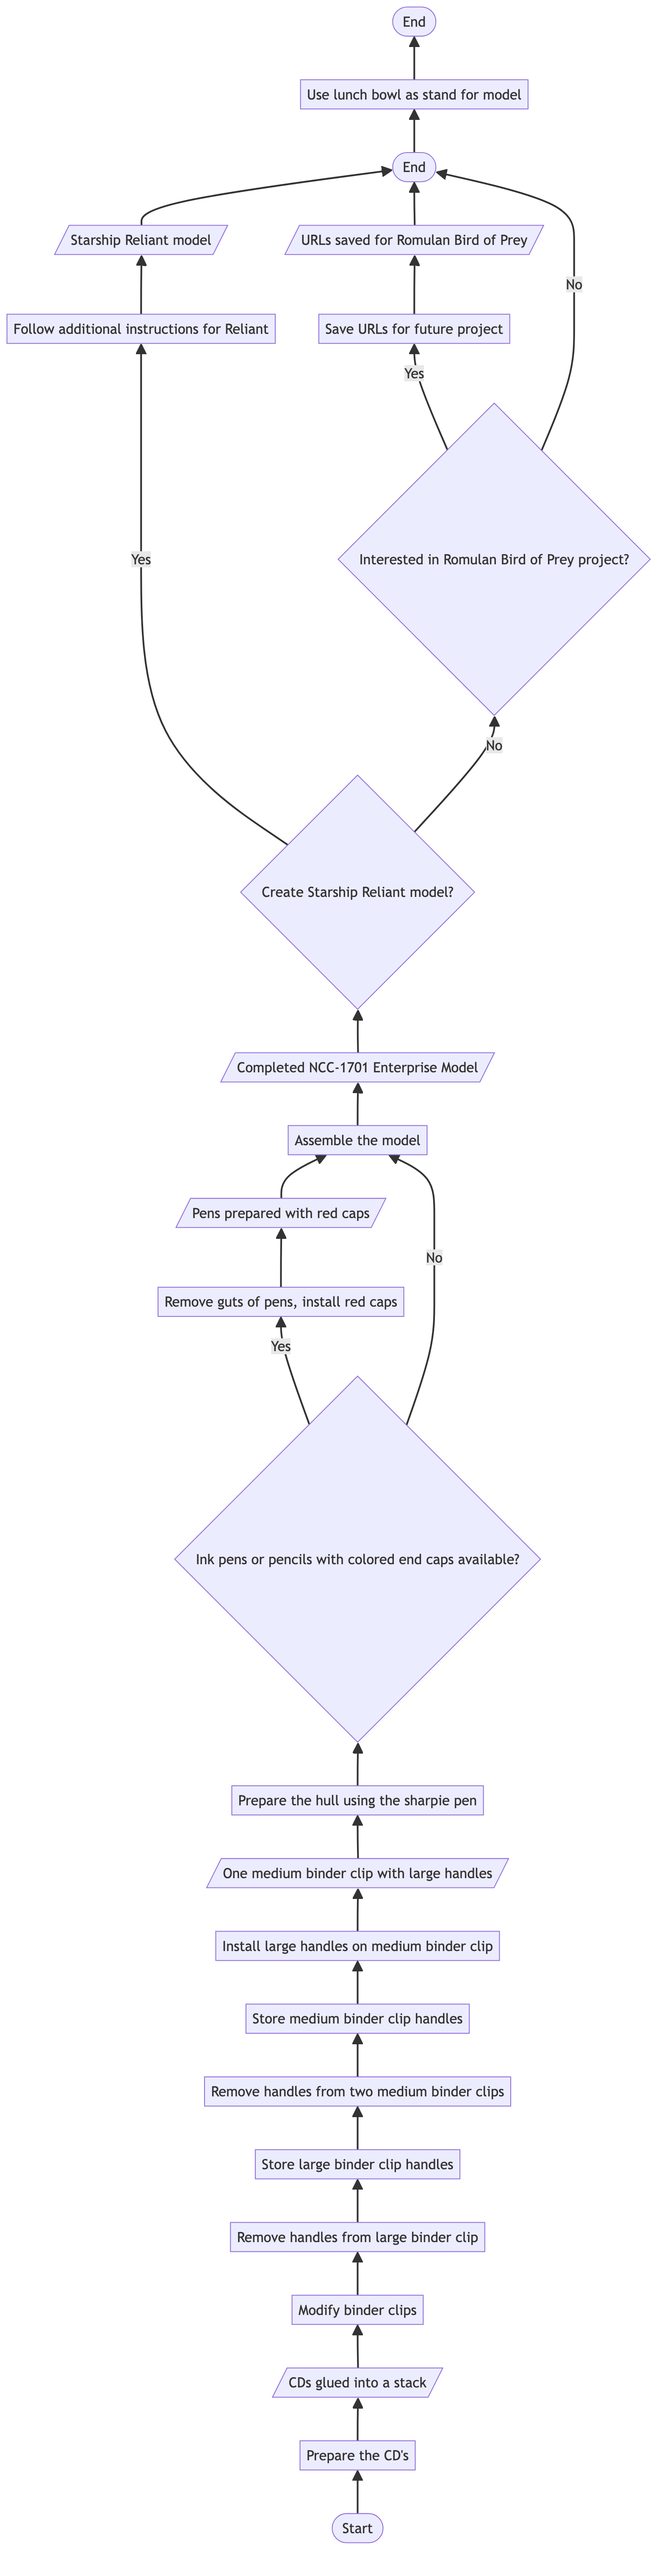 End
Use lunch bowl as stand for model
End
Starship Reliant model
URLs saved for Romulan Bird of Prey
No
Follow additional instructions for Reliant
Save URLs for future project
Yes
Yes
Interested in Romulan Bird of Prey project?
No
Create Starship Reliant model?
Completed NCC-1701 Enterprise Model
Assemble the model
Pens prepared with red caps
No
Remove guts of pens, install red caps
Yes
Ink pens or pencils with colored end caps available?
Prepare the hull using the sharpie pen
One medium binder clip with large handles
Install large handles on medium binder clip
Store medium binder clip handles
Remove handles from two medium binder clips
Store large binder clip handles
Remove handles from large binder clip
Modify binder clips
CDs glued into a stack
Prepare the CD's
Start